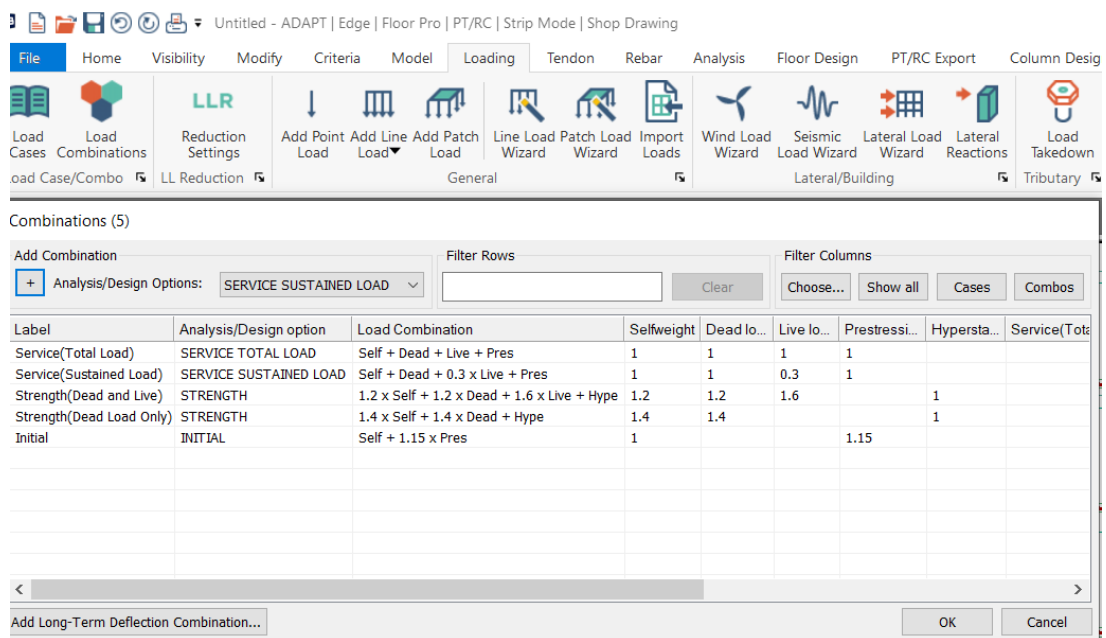 Untitled - ADAPT | Edge | Floor Pro | PT/RC | Strip Mode | Shop Drawing
File Home Visibility Modify Criteria Model Loading Tendon Rebar Analysis Floor Design PT/RC Export Column Desig
LLR
Load Cases
Load Combinations
Reduction Settings
Add Point Load
Add Line Load
Add Patch Load
Line Load Wizard
Patch Load Wizard
Import Loads
Wind Load Wizard
Seismic Load Wizard
Lateral Load Wizard
Lateral Reactions
Load Takedown
oad Case/Combo LL Reduction General Lateral/Building Tributary
Combinations (5)
Add Combination Filter Rows Filter Columns
+ Analysis/Design Options: SERVICE SUSTAINED LOAD Clear Choose... Show all Cases Combos
Label Analysis/Design option Load Combination Selfweight Dead lo... Live lo... Prestressi... Hypersta... Service(Tota
Service(Total Load) SERVICE TOTAL LOAD Self + Dead + Live + Pres 1 1 1 1
Service(Sustained Load) SERVICE SUSTAINED LOAD Self + Dead + 0.3 x Live + Pres 1 1 0.3 1
Strength(Dead and Live) STRENGTH 1.2 x Self + 1.2 x Dead + 1.6 x Live + Hype 1.2 1.2 1.6 1
Strength(Dead Load Only) STRENGTH 1.4 x Self + 1.4 x Dead + Hype 1.4 1.4 1
Initial INITIAL Self + 1.15 x Pres 1 1.15
Add Long-Term Deflection Combination... OK Cancel